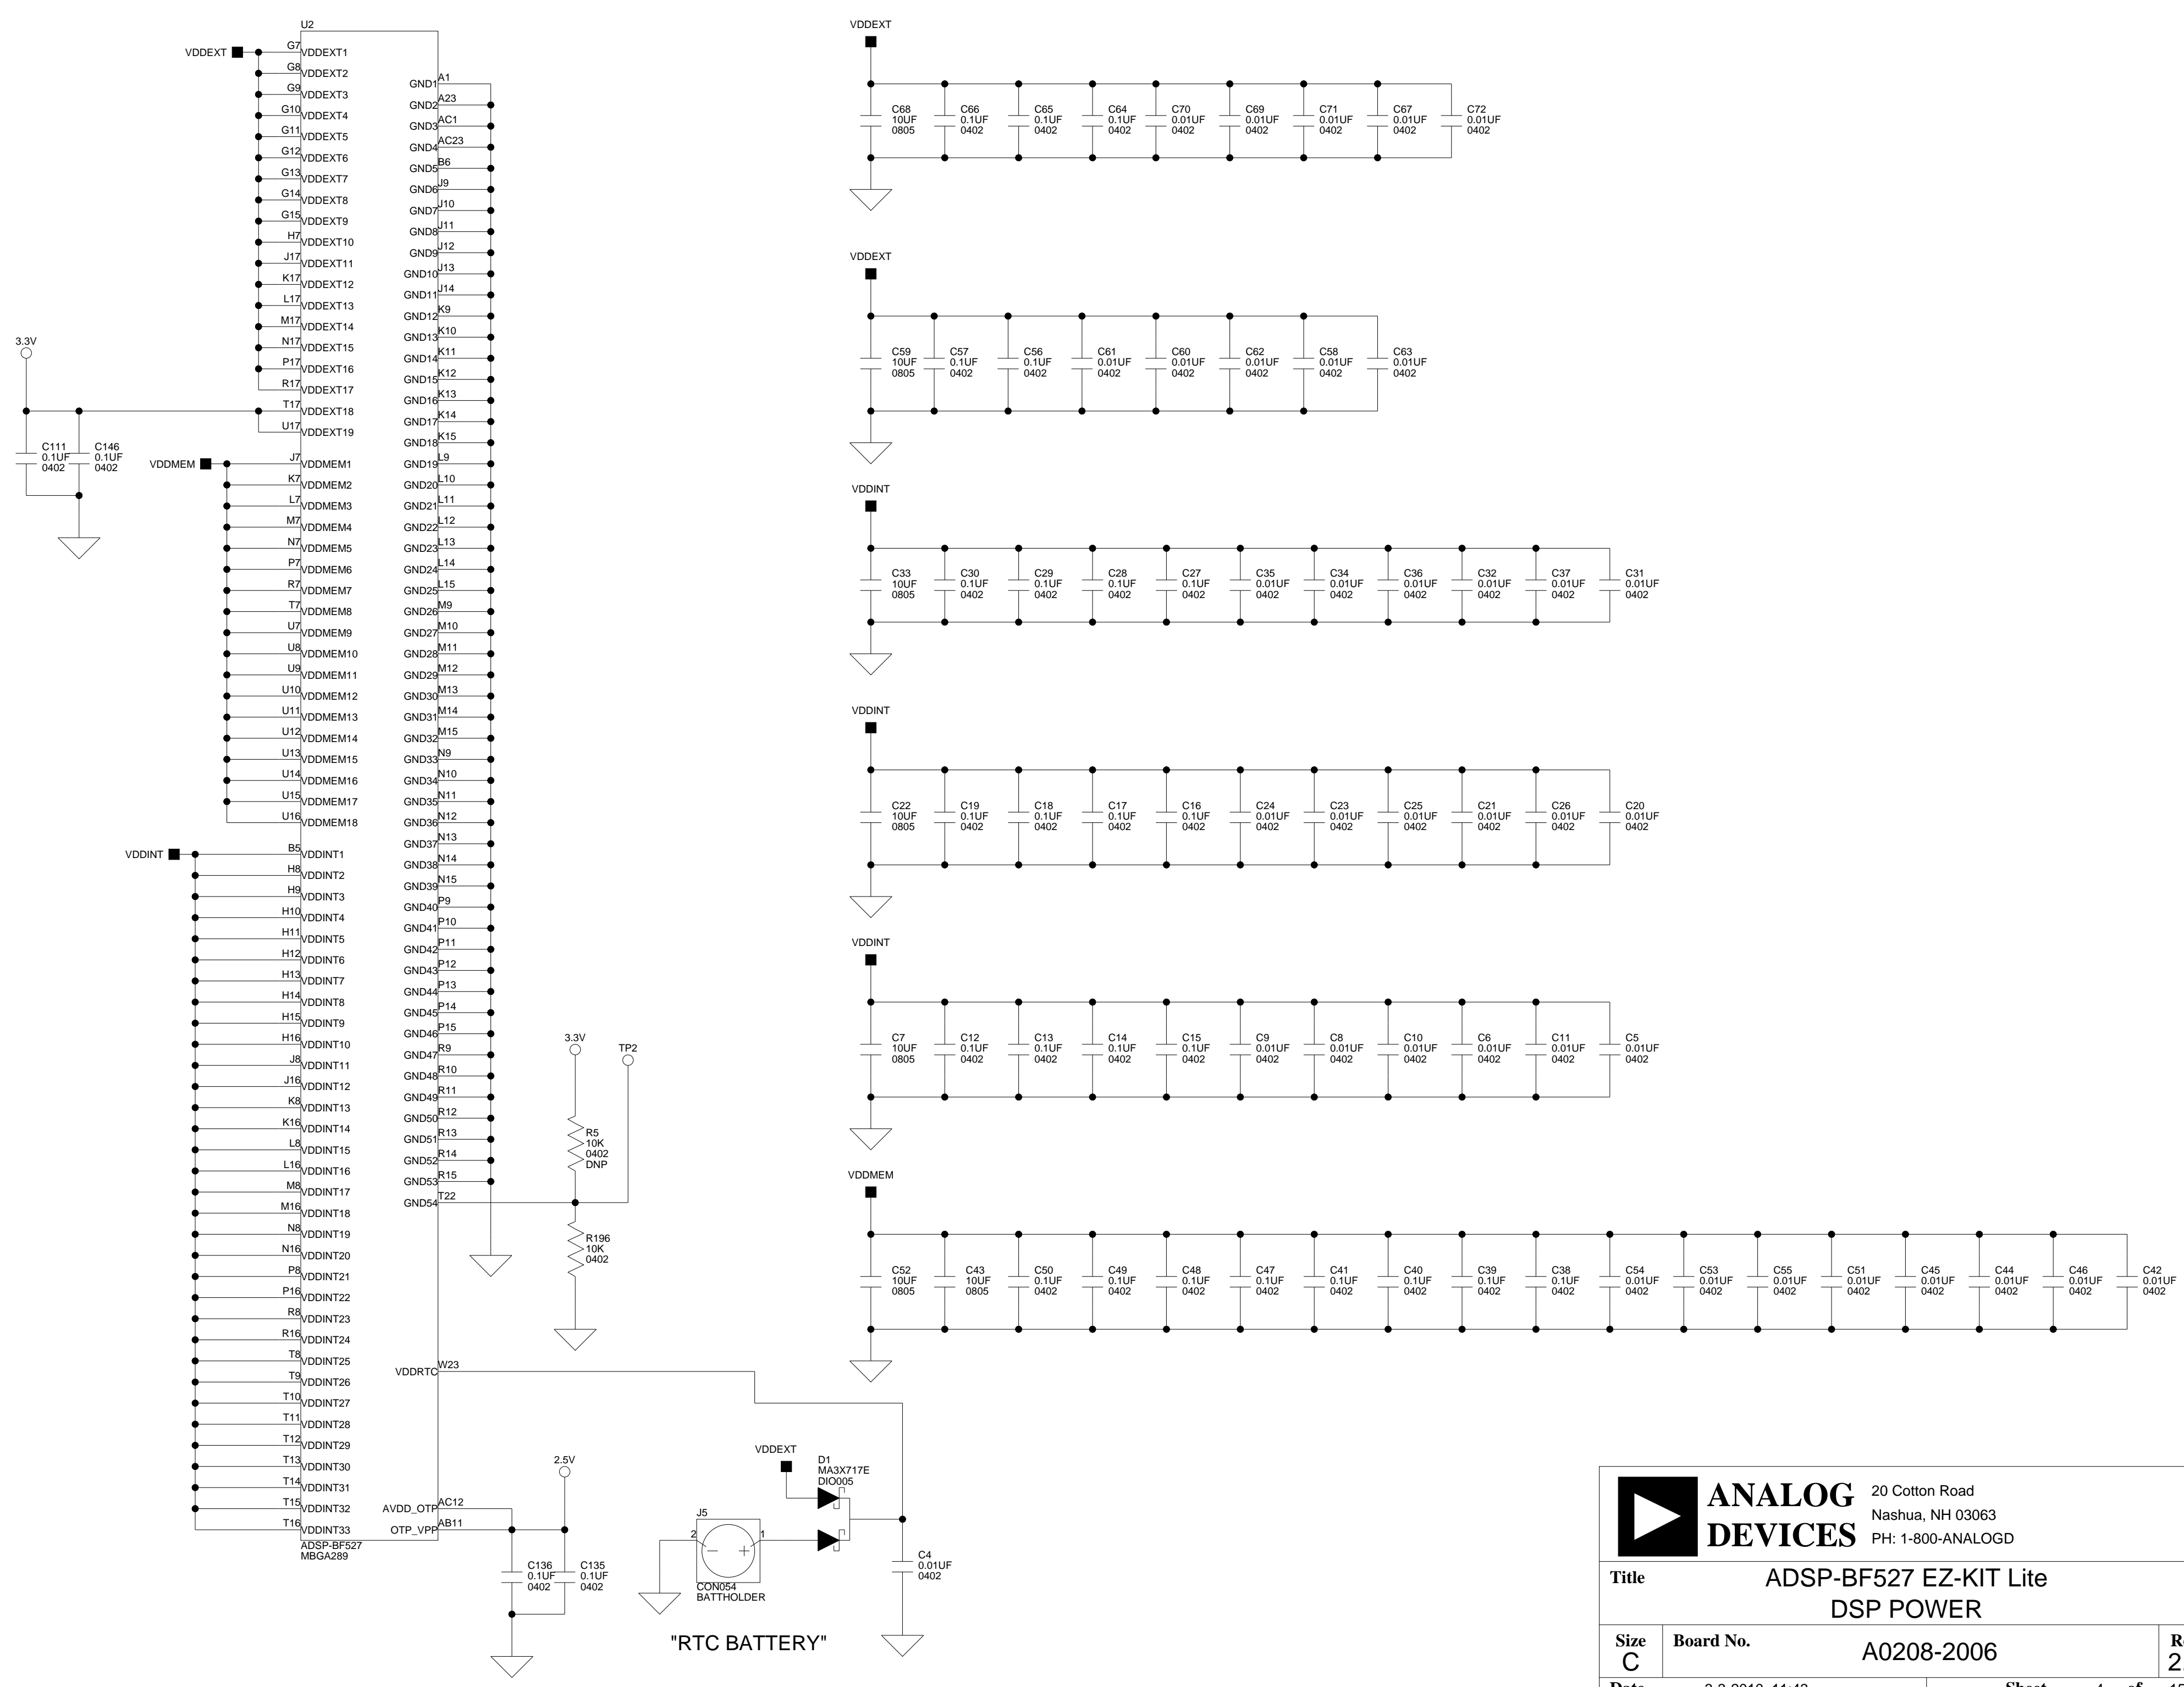 U2
VDDEXT
G7 VDDEXT1
G8 VDDEXT2
G9 VDDEXT3
G10 VDDEXT4
G11 VDDEXT5
G12 VDDEXT6
G13 VDDEXT7
G14 VDDEXT8
G15 VDDEXT9
H7 VDDEXT10
J17 VDDEXT11
K17 VDDEXT12
L17 VDDEXT13
M17 VDDEXT14
N17 VDDEXT15
P17 VDDEXT16
R17 VDDEXT17
T17 VDDEXT18
U17 VDDEXT19
3.3V
C111
0.1UF
0402
C146
0.1UF
0402
VDDMEM
J7 VDDMEM1
K7 VDDMEM2
L7 VDDMEM3
M7 VDDMEM4
N7 VDDMEM5
P7 VDDMEM6
R7 VDDMEM7
T7 VDDMEM8
U7 VDDMEM9
U8 VDDMEM10
U9 VDDMEM11
U10 VDDMEM12
U11 VDDMEM13
U12 VDDMEM14
U13 VDDMEM15
U14 VDDMEM16
U15 VDDMEM17
U16 VDDMEM18
VDDINT
B5 VDDINT1
H8 VDDINT2
H9 VDDINT3
H10 VDDINT4
H11 VDDINT5
H12 VDDINT6
H13 VDDINT7
H14 VDDINT8
H15 VDDINT9
H16 VDDINT10
J8 VDDINT11
J16 VDDINT12
K8 VDDINT13
K16 VDDINT14
L8 VDDINT15
L16 VDDINT16
M8 VDDINT17
M16 VDDINT18
N8 VDDINT19
N16 VDDINT20
P8 VDDINT21
P16 VDDINT22
R8 VDDINT23
R16 VDDINT24
T8 VDDINT25
T9 VDDINT26
T10 VDDINT27
T11 VDDINT28
T12 VDDINT29
T13 VDDINT30
T14 VDDINT31
T15 VDDINT32
T16 VDDINT33
ADSP-BF527
MBGA289
GND1 A1
GND2 A23
GND3 AC1
GND4 AC23
GND5 B6
GND6 J9
GND7 J10
GND8 J11
GND9 J12
GND10 J13
GND11 J14
GND12 K9
GND13 K10
GND14 K11
GND15 K12
GND16 K13
GND17 K14
GND18 K15
GND19 L9
GND20 L10
GND21 L11
GND22 L12
GND23 L13
GND24 L14
GND25 L15
GND26 M9
GND27 M10
GND28 M11
GND29 M12
GND30 M13
GND31 M14
GND32 M15
GND33 N9
GND34 N10
GND35 N11
GND36 N12
GND37 N13
GND38 N14
GND39 N15
GND40 P9
GND41 P10
GND42 P11
GND43 P12
GND44 P13
GND45 P14
GND46 P15
GND47 R9
GND48 R10
GND49 R11
GND50 R12
GND51 R13
GND52 R14
GND53 R15
GND54 T22
VDDRTC W23
AVDD_OTP AC12
OTP_VPP AB11
3.3V
TP2
R5
10K
0402
DNP
R196
10K
0402
2.5V
C136
0.1UF
0402
C135
0.1UF
0402
VDDEXT
D1
MA3X717E
DIO005
J5
2 1
CON054
BATTHOLDER
C4
0.01UF
0402
"RTC BATTERY"
VDDEXT
C68 C66 C65 C64 C70 C69 C71 C67 C72
10UF 0.1UF 0.1UF 0.1UF 0.01UF 0.01UF 0.01UF 0.01UF 0.01UF
0805 0402 0402 0402 0402 0402 0402 0402 0402
VDDEXT
C59 C57 C56 C61 C60 C62 C58 C63
10UF 0.1UF 0.1UF 0.01UF 0.01UF 0.01UF 0.01UF 0.01UF
0805 0402 0402 0402 0402 0402 0402 0402
VDDINT
C33 C30 C29 C28 C27 C35 C34 C36 C32 C37 C31
10UF 0.1UF 0.1UF 0.1UF 0.1UF 0.01UF 0.01UF 0.01UF 0.01UF 0.01UF 0.01UF
0805 0402 0402 0402 0402 0402 0402 0402 0402 0402 0402
VDDINT
C22 C19 C18 C17 C16 C24 C23 C25 C21 C26 C20
10UF 0.1UF 0.1UF 0.1UF 0.1UF 0.01UF 0.01UF 0.01UF 0.01UF 0.01UF 0.01UF
0805 0402 0402 0402 0402 0402 0402 0402 0402 0402 0402
VDDINT
C7 C12 C13 C14 C15 C9 C8 C10 C6 C11 C5
10UF 0.1UF 0.1UF 0.1UF 0.1UF 0.01UF 0.01UF 0.01UF 0.01UF 0.01UF 0.01UF
0805 0402 0402 0402 0402 0402 0402 0402 0402 0402 0402
VDDMEM
C52 C43 C50 C49 C48 C47 C41 C40 C39 C38 C54 C53 C55 C51 C45 C44 C46 C42
10UF 10UF 0.1UF 0.1UF 0.1UF 0.1UF 0.1UF 0.1UF 0.1UF 0.1UF 0.01UF 0.01UF 0.01UF 0.01UF 0.01UF 0.01UF 0.01UF 0.01UF
0805 0805 0402 0402 0402 0402 0402 0402 0402 0402 0402 0402 0402 0402 0402 0402 0402 0402
ANALOG
DEVICES
20 Cotton Road
Nashua, NH 03063
PH: 1-800-ANALOGD
Title
ADSP-BF527 EZ-KIT Lite
DSP POWER
Size
C
Board No.
A0208-2006